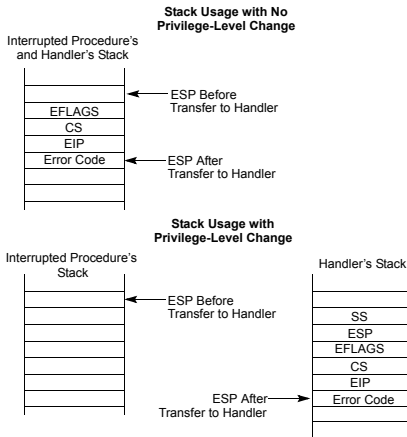 Stack Usage with No
Privilege-Level Change
Interrupted Procedure's
and Handler's Stack
ESP Before
Transfer to Handler
EFLAGS
CS
EIP
Error Code
ESP After
Transfer to Handler
Stack Usage with
Privilege-Level Change
Interrupted Procedure's
Stack
Handler's Stack
ESP Before
Transfer to Handler
SS
ESP
EFLAGS
CS
EIP
ESP After
Transfer to Handler
Error Code